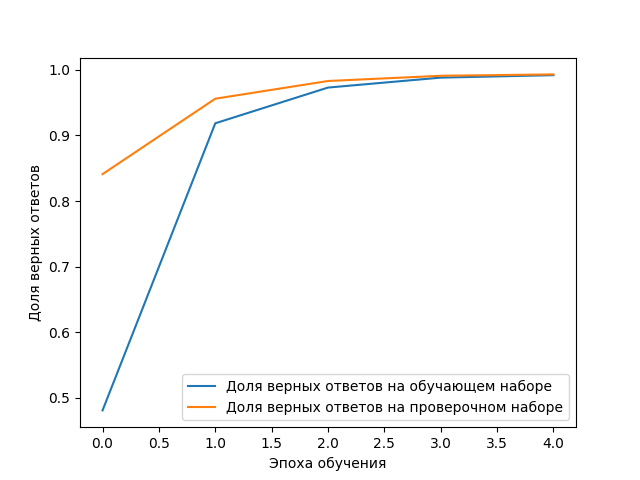 1.0
0.9
0.8
0.7
0.6
0.5
Доля верных ответов
Доля верных ответов на обучающем наборе
Доля верных ответов на проверочном наборе
0.0 0.5 1.0 1.5 2.0 2.5 3.0 3.5 4.0
Эпоха обучения